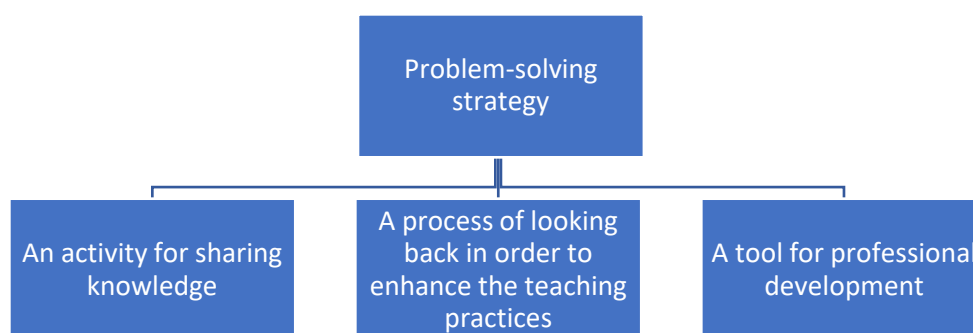 Problem-solving
strategy
An activity for sharing
knowledge
A process of looking
back in order to
enhance the teaching
practices
A tool for professional
development